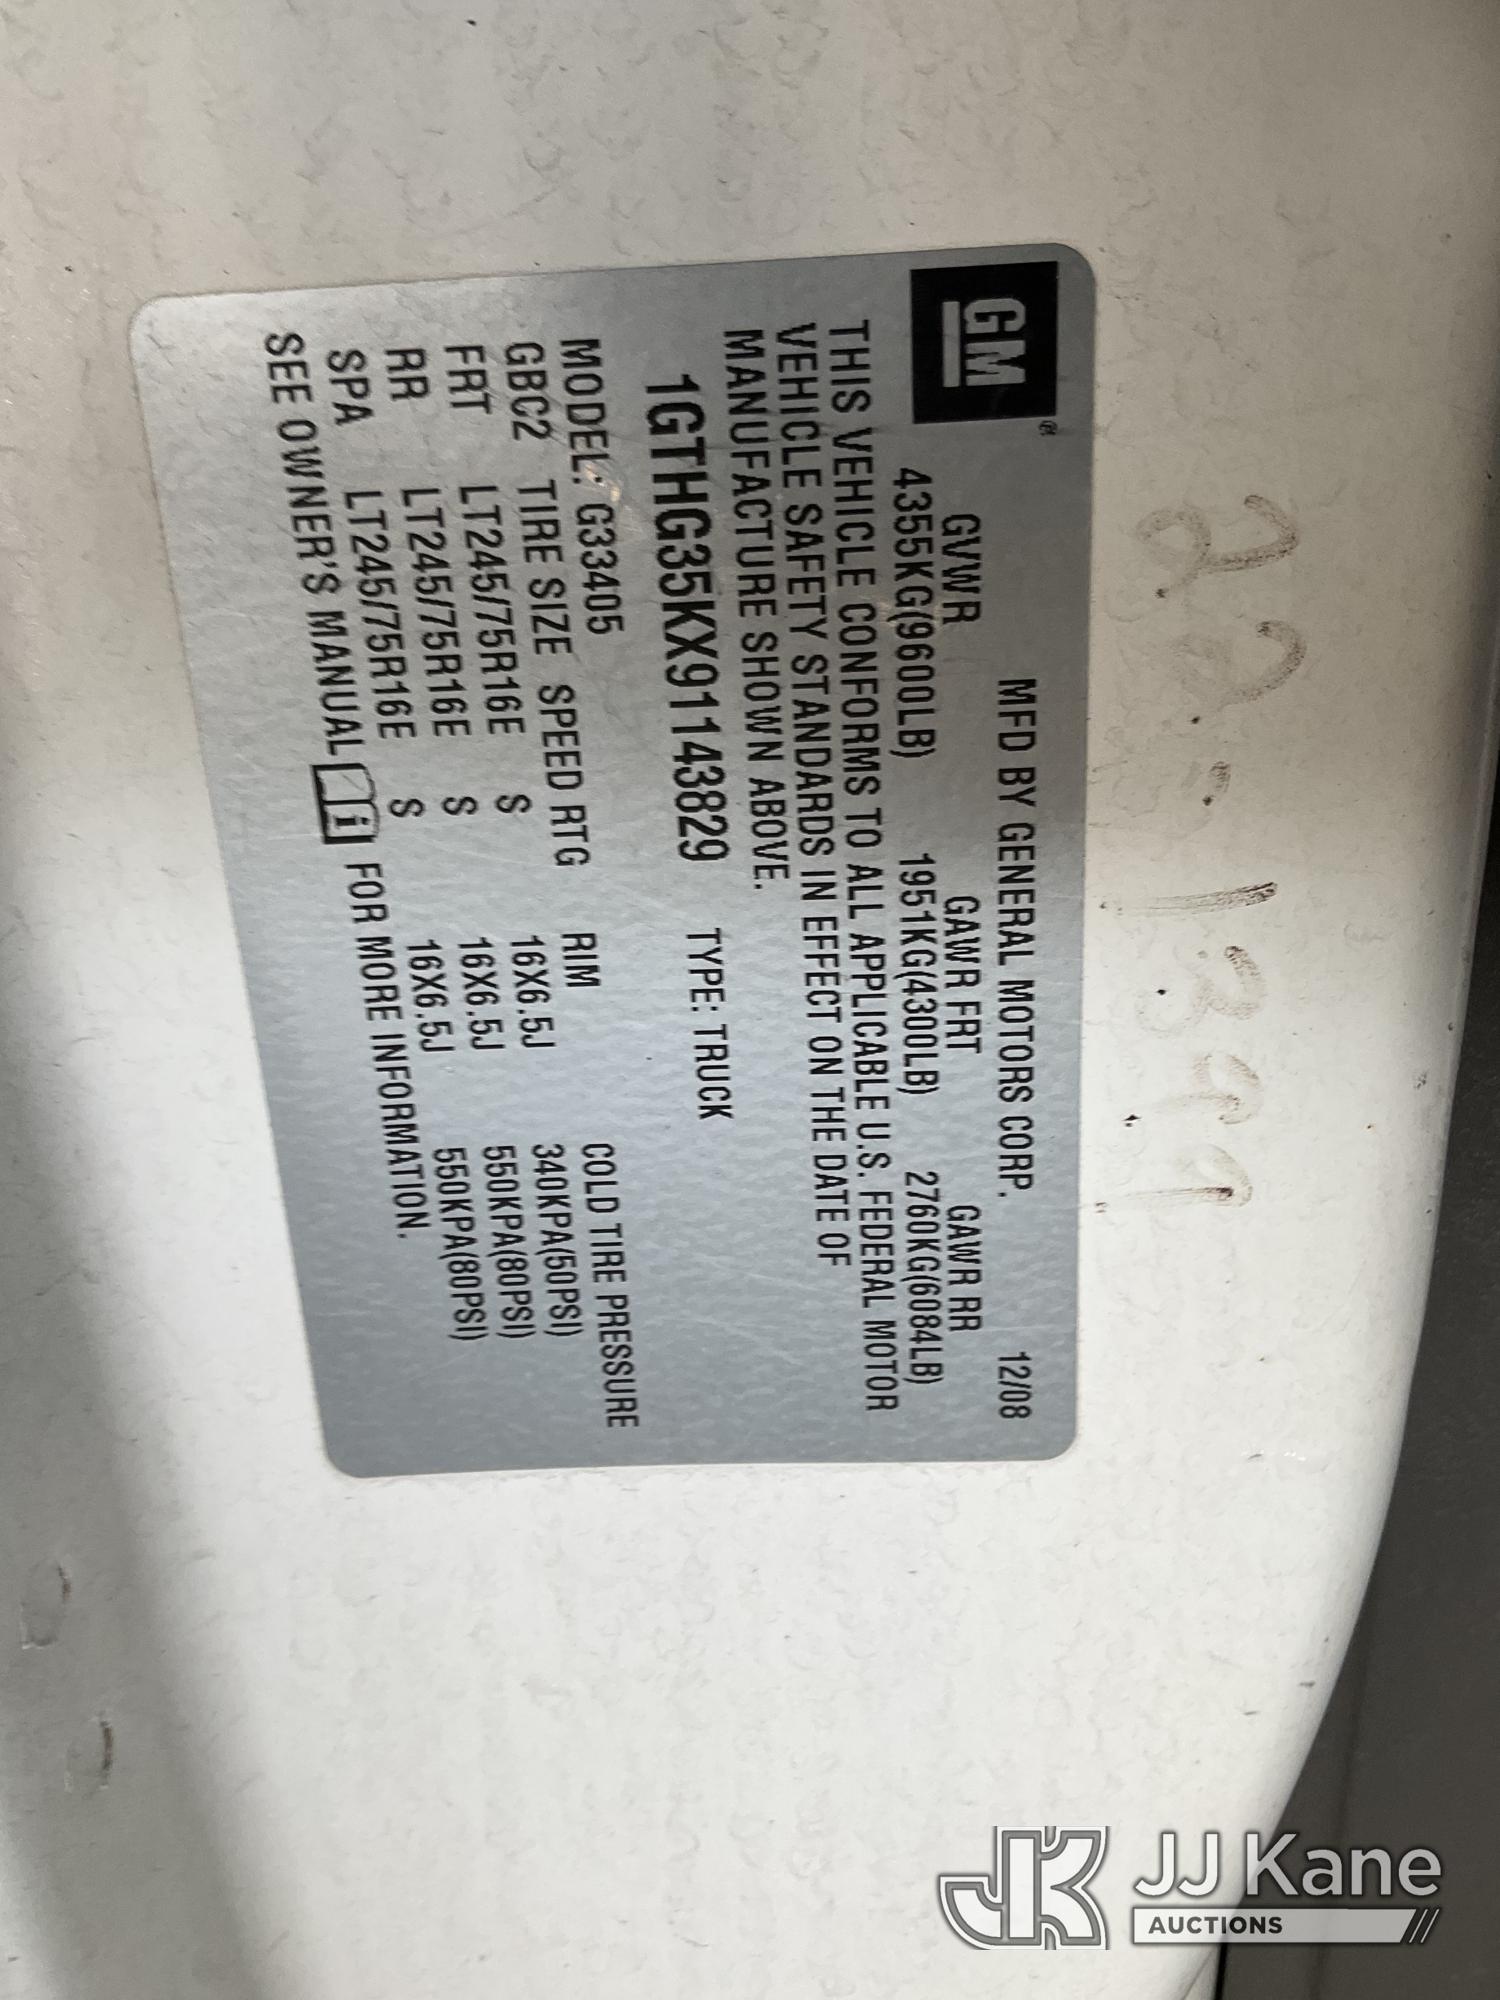 GM®
MFD BY GENERAL MOTORS CORP. 12/08
GVWR GAWR FRT GAWR RR
4355KG(9600LB) 1951KG(4300LB) 2760KG(6084LB)
THIS VEHICLE CONFORMS TO ALL APPLICABLE U.S. FEDERAL MOTOR
VEHICLE SAFETY STANDARDS IN EFFECT ON THE DATE OF
MANUFACTURE SHOWN ABOVE.
1GTHG35KX91143829 TYPE: TRUCK
MODEL: G33405
GBC2 TIRE SIZE SPEED RTG RIM COLD TIRE PRESSURE
FRT LT245/75R16E S 16X6.5J 340KPA(50PSI)
RR LT245/75R16E S 16X6.5J 550KPA(80PSI)
SPA LT245/75R16E S 16X6.5J 550KPA(80PSI)
SEE OWNER'S MANUAL i FOR MORE INFORMATION.
JK JJ Kane
AUCTIONS